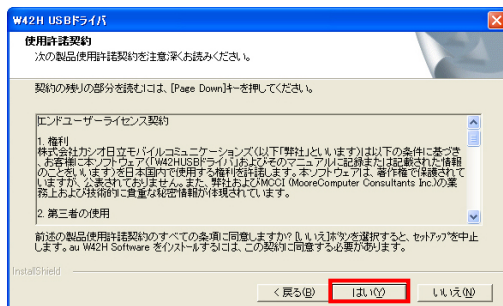 W42H USBドライバ
使用許諾契約
次の製品使用許諾契約を注意深くお読みください。
契約の残りの部分を読むには、[Page Down]キーを押してください。
エンドユーザーライセンス契約
1. 権利
株式会社カシオ日立モバイルコミュニケーションズ（以下「弊社」といいます）は以下の条件に基づき
、お客様に本ソフトウェア（「W42HUSBドライバ」およびそのマニュアルに記録または記載された情報
のことをいいます）を日本国内で使用する権利を許諾します。本ソフトウェアは、著作権で保護されて
いますが、公表されておりません。また、弊社およびMCCI (MooreComputer Consultants Inc.)の業
務上および技術的に貴重な秘密情報が体現されています。
2. 第三者の使用
前述の製品使用許諾契約のすべての条項に同意しますか？[いいえ]ボタンを選択すると、セットアップを中止
します。au W42H Software をインストールするには、この契約に同意する必要があります。
InstallShield
< 戻る(B)
はい(Y)
いいえ(N)